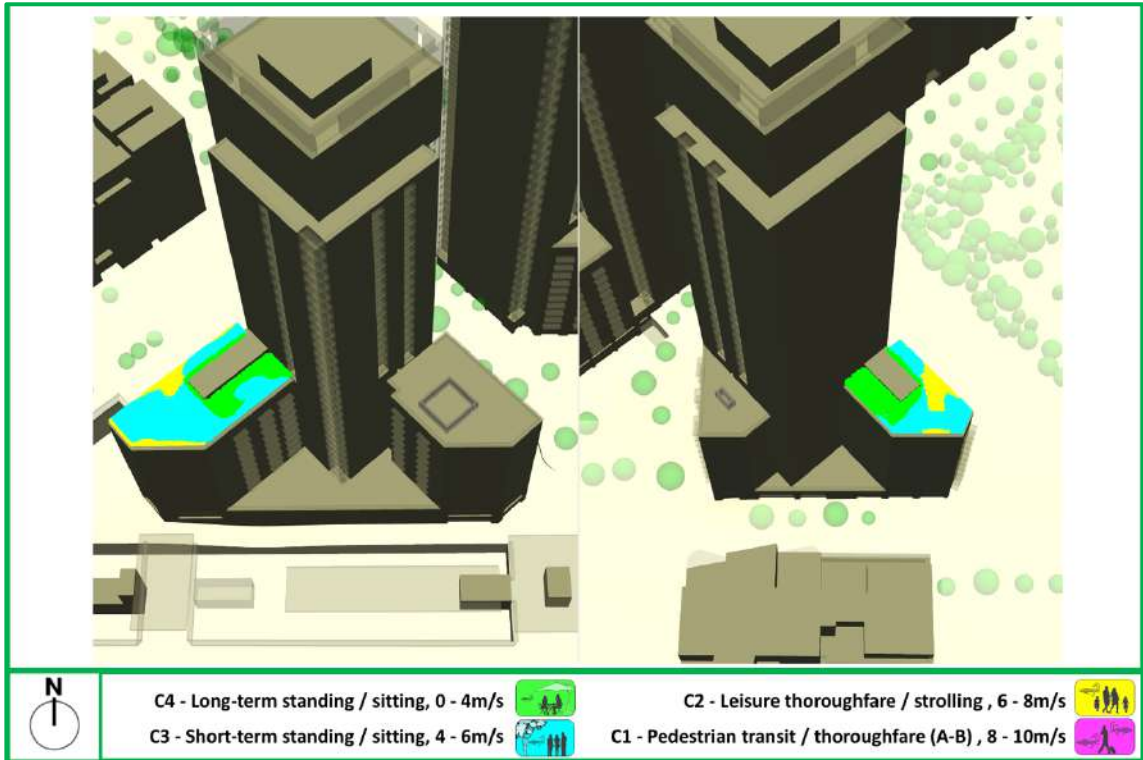 N
C4 - Long-term standing / sitting, 0 - 4m/s
C3 - Short-term standing / sitting, 4 - 6m/s
C2 - Leisure thoroughfare / strolling , 6 - 8m/s
C1 - Pedestrian transit / thoroughfare (A-B) , 8 - 10m/s